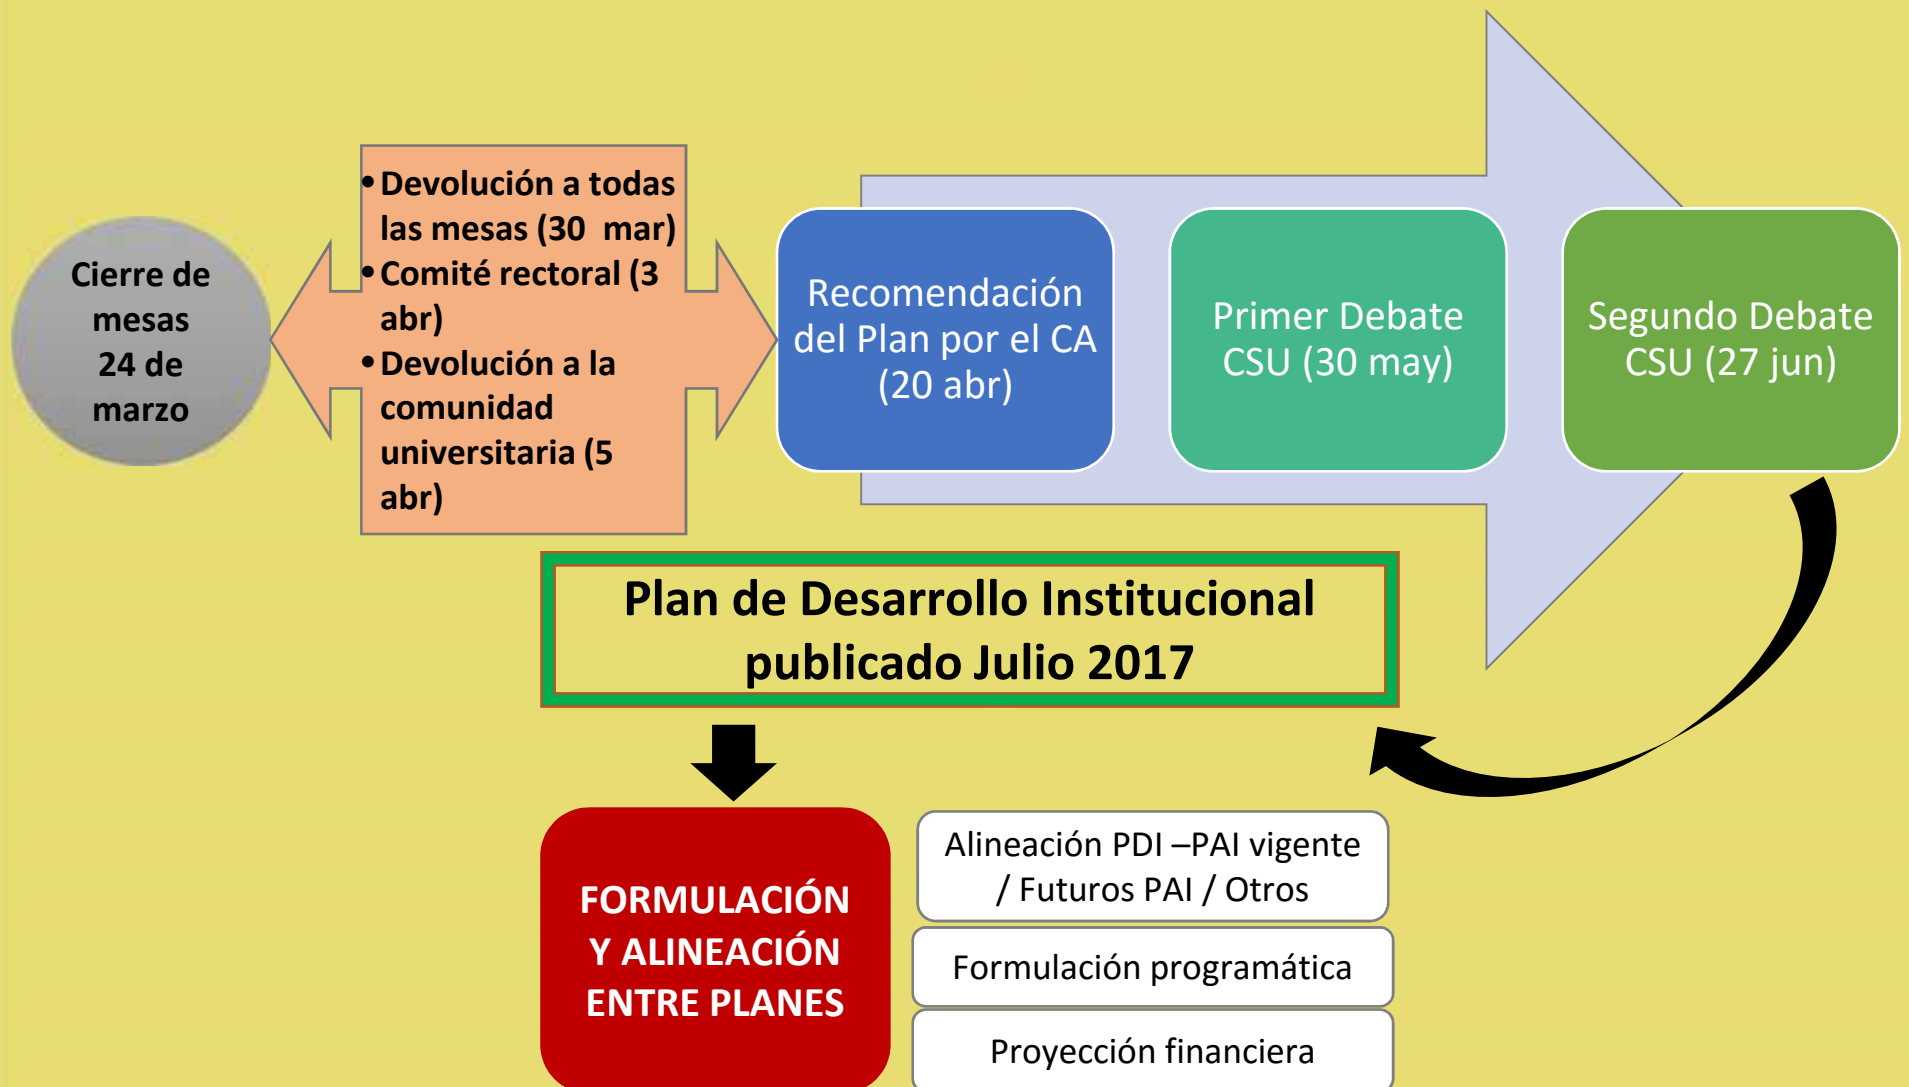 Cierre de
mesas
24 de
marzo
•Devolución a todas
las mesas (30 mar)
•Comité rectoral (3
abr)
•Devolución a la
comunidad
universitaria (5
abr)
Recomendación
del Plan por el CA
(20 abr)
Primer Debate
CSU (30 may)
Segundo Debate
CSU (27 jun)
Plan de Desarrollo Institucional
publicado Julio 2017
FORMULACIÓN
Y ALINEACIÓN
ENTRE PLANES
Alineación PDI –PAI vigente
/ Futuros PAI / Otros
Formulación programática
Proyección financiera